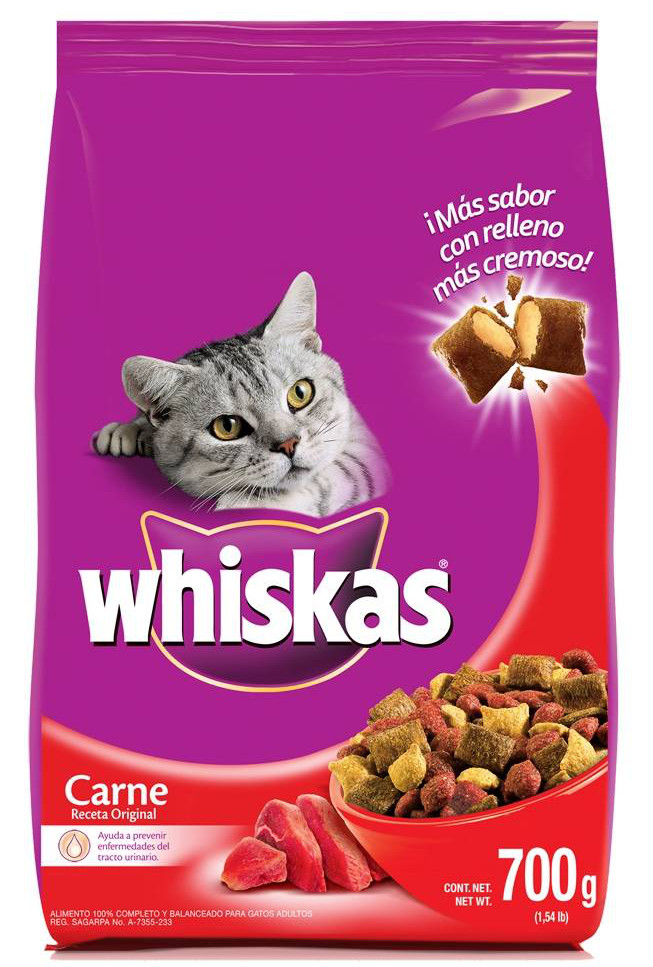 ¡Más sabor
con relleno
más cremoso!
whiskas®
Carne
Receta Original
Ayuda a prevenir
enfermedades del
tracto urinario.
CONT. NET.
NET WT.
700g
(1,54 lb)
ALIMENTO 100% COMPLETO Y BALANCEADO PARA GATOS ADULTOS
REG. SAGARPA No. A-7355-233